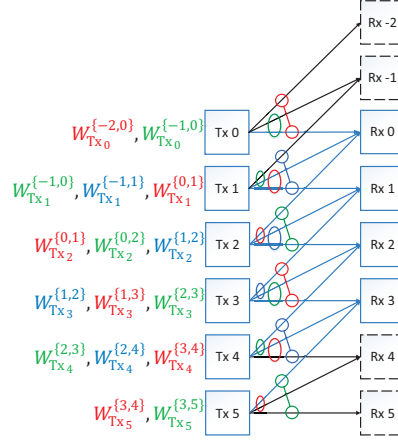 Rx -2
Rx -1
W_{Tx_0}^{\{-2,0\}}, W_{Tx_0}^{\{-1,0\}} Tx 0 Rx 0
W_{Tx_1}^{\{-1,0\}}, W_{Tx_1}^{\{-1,1\}}, W_{Tx_1}^{\{0,1\}} Tx 1 Rx 1
W_{Tx_2}^{\{0,1\}}, W_{Tx_2}^{\{0,2\}}, W_{Tx_2}^{\{1,2\}} Tx 2 Rx 2
W_{Tx_3}^{\{1,2\}}, W_{Tx_3}^{\{1,3\}}, W_{Tx_3}^{\{2,3\}} Tx 3 Rx 3
W_{Tx_4}^{\{2,3\}}, W_{Tx_4}^{\{2,4\}}, W_{Tx_4}^{\{3,4\}} Tx 4 Rx 4
W_{Tx_5}^{\{3,4\}}, W_{Tx_5}^{\{3,5\}} Tx 5 Rx 5